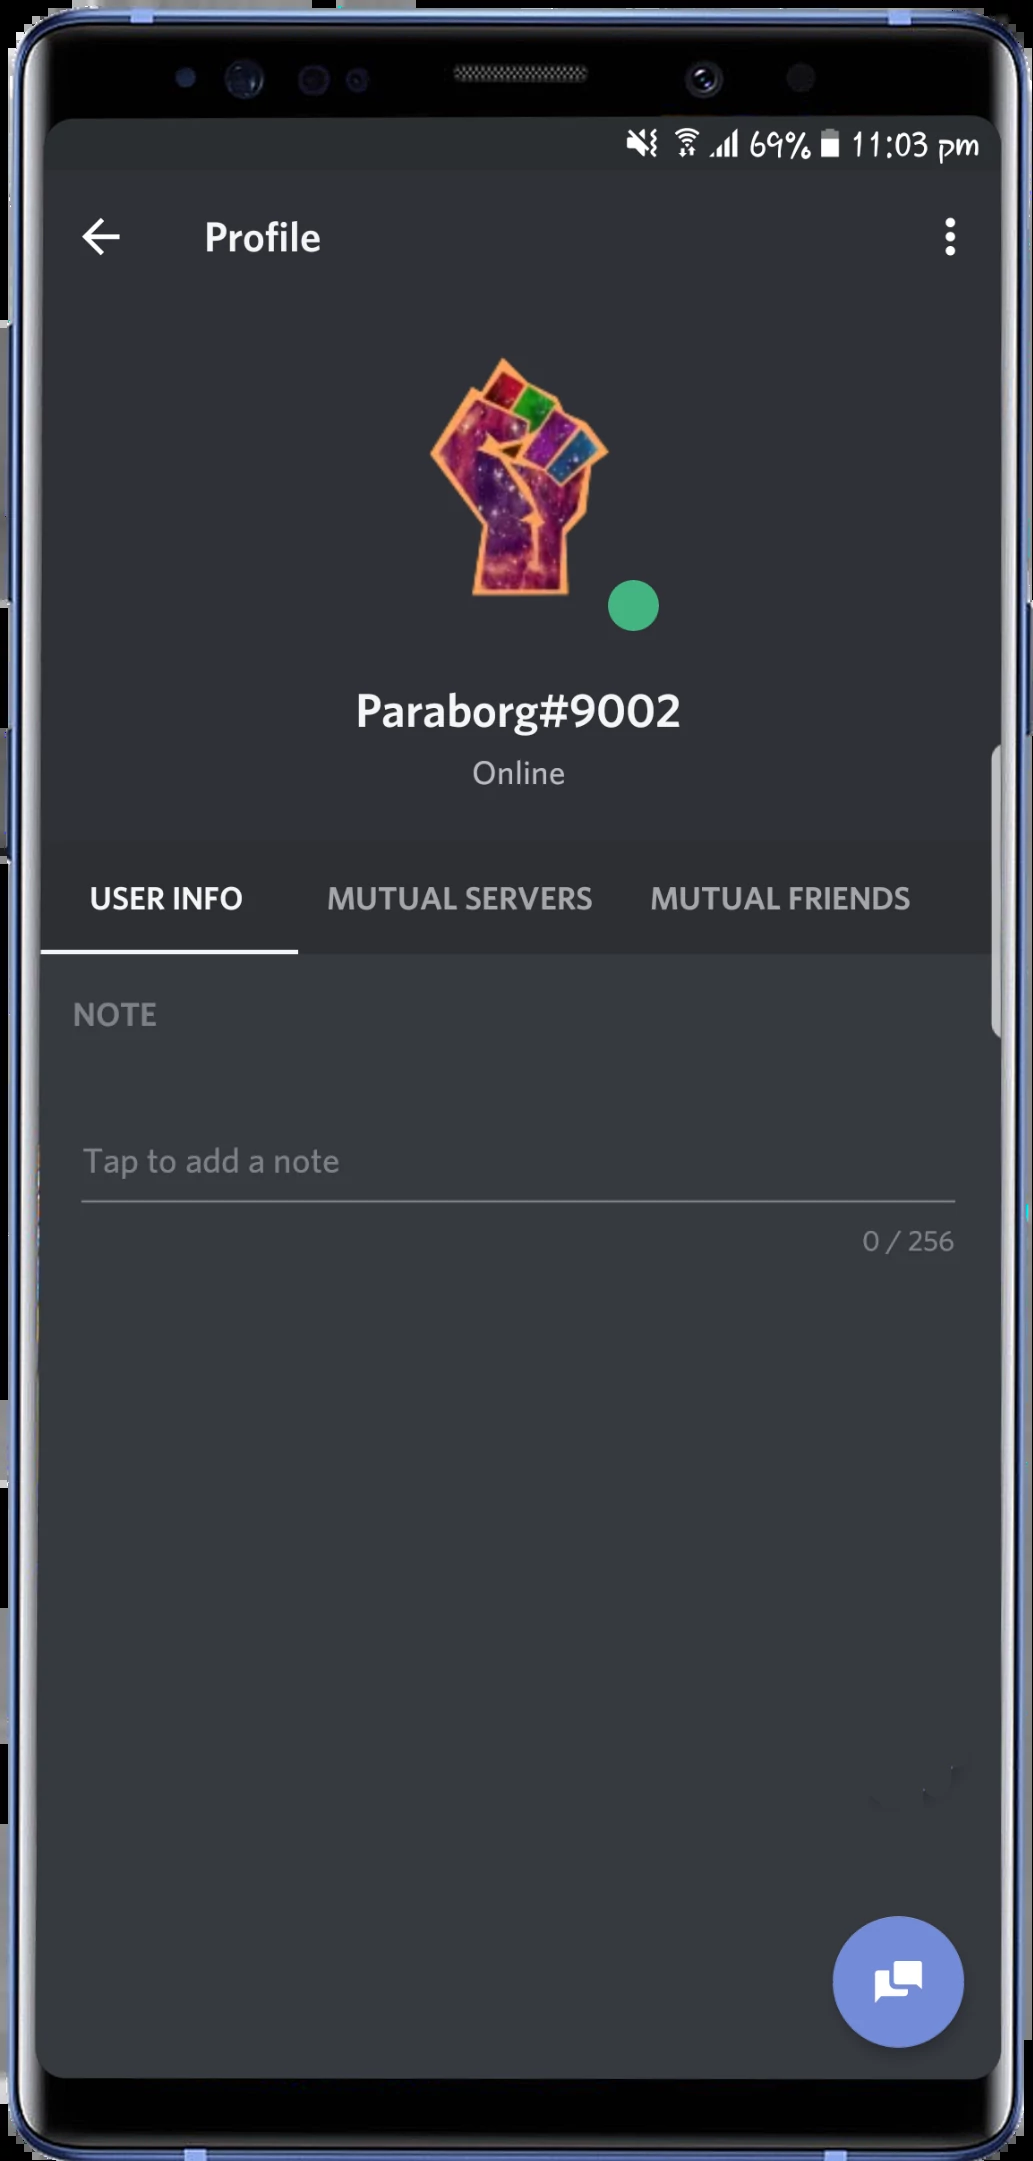 69% 11:03 pm
Profile
Paraborg#9002
Online
USER INFO MUTUAL SERVERS MUTUAL FRIENDS
NOTE
Tap to add a note
0 / 256